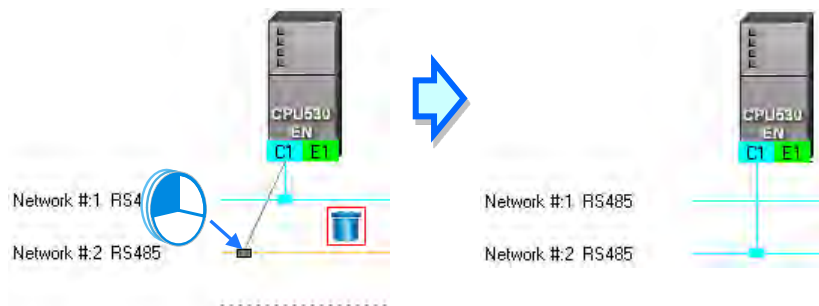 CPU530
EN
C1 E1
Network #:1 RS4
Network #:2 RS485
CPU530
EN
C1 E1
Network #:1 RS485
Network #:2 RS485